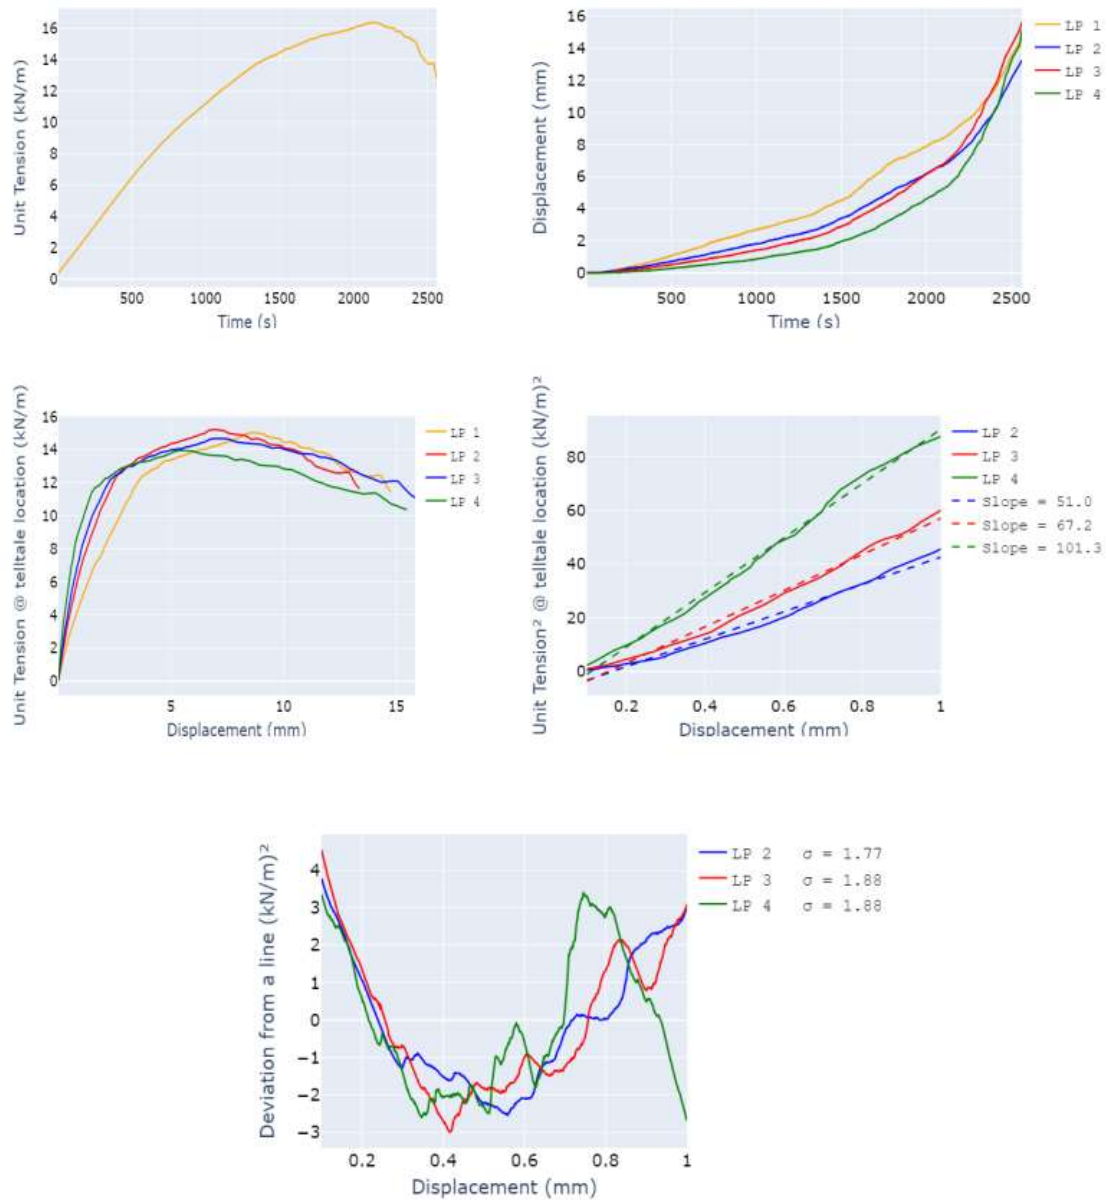 Unit Tension (kN/m)
16
14
12
10
8
6
4
2
0
500
1000
1500
2000
2500
Time (s)
Displacement (mm)
16
14
12
10
8
6
4
2
0
500
1000
1500
2000
2500
Time (s)
LP 1
LP 2
LP 3
LP 4
Unit Tension @ telltale location (kN/m)
16
14
12
10
8
6
4
2
0
5
10
15
Displacement (mm)
LP 1
LP 2
LP 3
LP 4
Unit Tension² @ telltale location (kN/m)²
80
60
40
20
0
0.2
0.4
0.6
0.8
1
Displacement (mm)
LP 2
LP 3
LP 4
Slope = 51.0
Slope = 67.2
Slope = 101.3
Deviation from a line (kN/m)²
4
3
2
1
0
−1
−2
−3
0.2
0.4
0.6
0.8
1
Displacement (mm)
LP 2 σ = 1.77
LP 3 σ = 1.88
LP 4 σ = 1.88